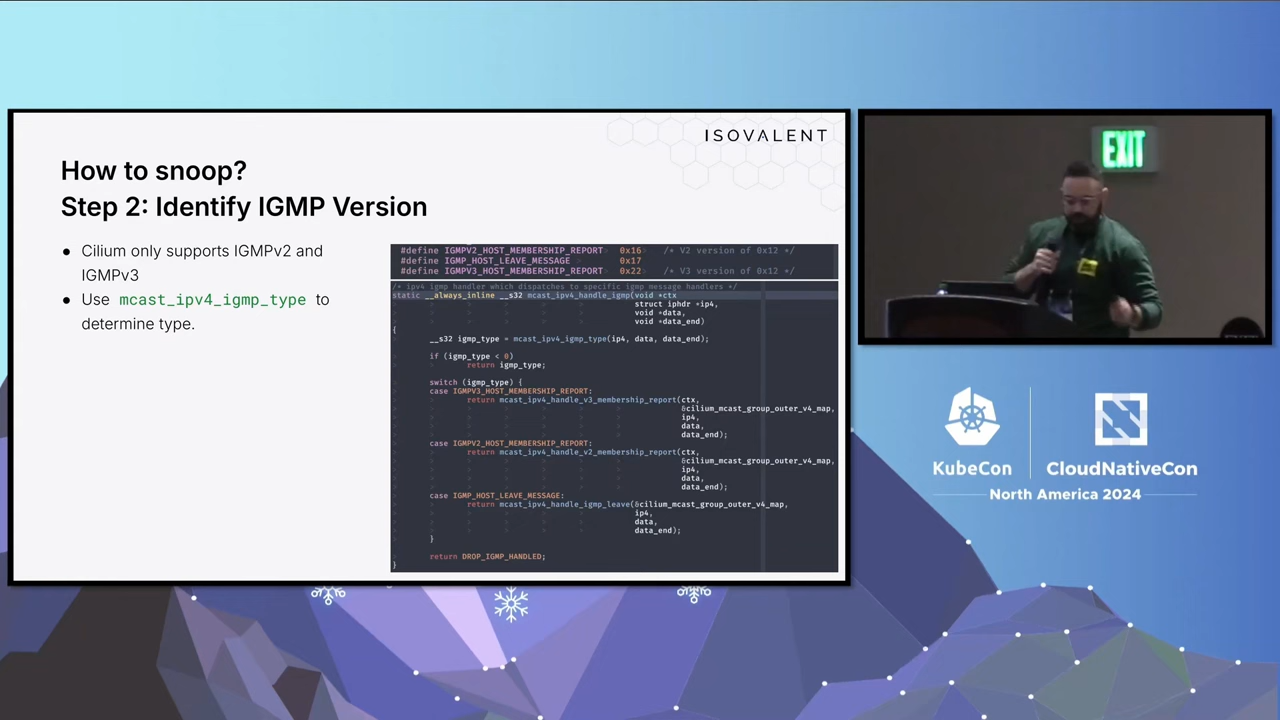 ISOVALENT
How to snoop?
Step 2: Identify IGMP Version
● Cilium only supports IGMPv2 and
IGMPv3
● Use mcast_ipv4_igmp_type to
determine type.
#define IGMPV2_HOST_MEMBERSHIP_REPORT 0x16 /* V2 version of 0x12 */
#define IGMP_HOST_LEAVE_MESSAGE 0x17
#define IGMPV3_HOST_MEMBERSHIP_REPORT 0x22 /* V3 version of 0x12 */
/* ipv4 igmp handler which dispatches to specific igmp message handlers */
static __always_inline __s32 mcast_ipv4_handle_igmp(void *ctx
struct iphdr *ip4,
void *data,
void *data_end)
{
__s32 igmp_type = mcast_ipv4_igmp_type(ip4, data, data_end);
if (igmp_type < 0)
return igmp_type;
switch (igmp_type) {
case IGMPV3_HOST_MEMBERSHIP_REPORT:
return mcast_ipv4_handle_v3_membership_report(ctx,
&cilium_mcast_group_outer_v4_map,
ip4,
data,
data_end);
case IGMPV2_HOST_MEMBERSHIP_REPORT:
return mcast_ipv4_handle_v2_membership_report(ctx,
&cilium_mcast_group_outer_v4_map,
ip4,
data,
data_end);
case IGMP_HOST_LEAVE_MESSAGE:
return mcast_ipv4_handle_igmp_leave(&cilium_mcast_group_outer_v4_map,
ip4,
data,
data_end);
}
return DROP_IGMP_HANDLED;
}
EXIT
KubeCon
CloudNativeCon
North America 2024